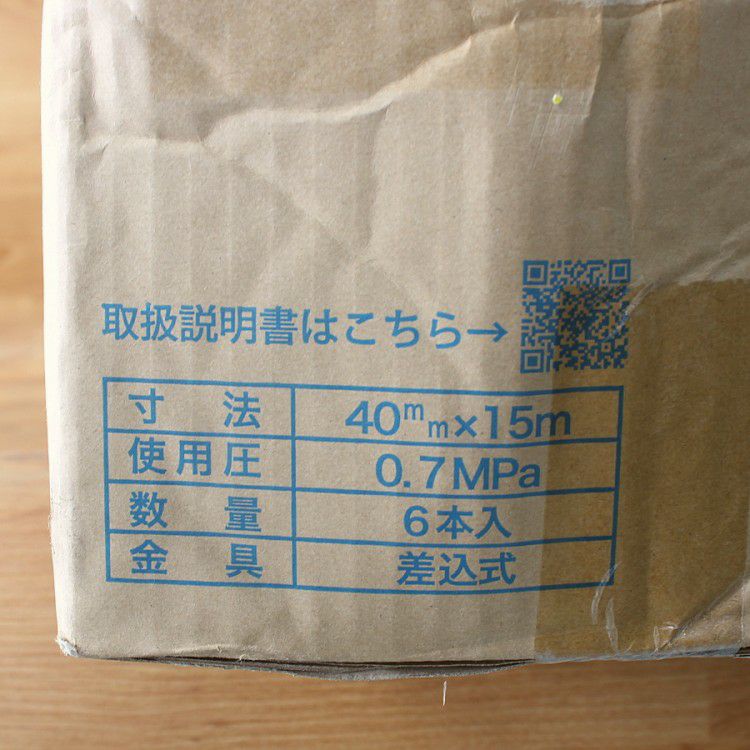 取扱説明書はこちら→
寸法 40mm×15m
使用圧 0.7MPa
数量 6本入
金具 差込式